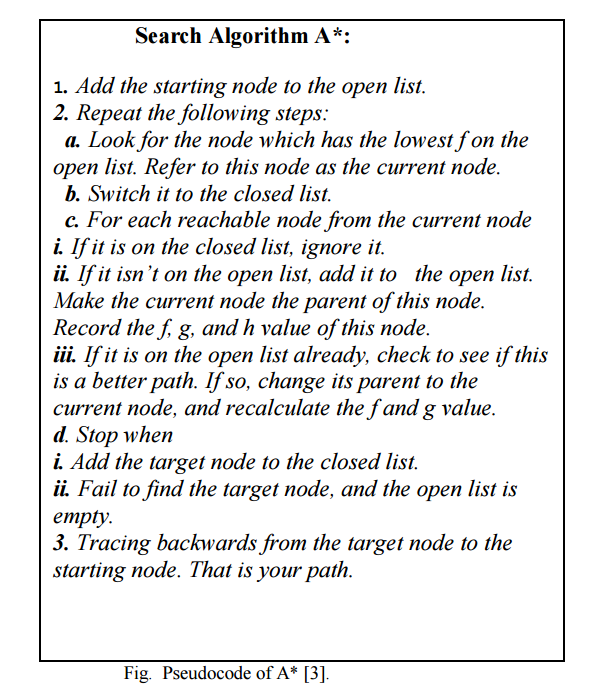 Search Algorithm A*:
1. Add the starting node to the open list.
2. Repeat the following steps:
a. Look for the node which has the lowest f on the
open list. Refer to this node as the current node.
b. Switch it to the closed list.
c. For each reachable node from the current node
i. If it is on the closed list, ignore it.
ii. If it isn't on the open list, add it to the open list.
Make the current node the parent of this node.
Record the f, g, and h value of this node.
iii. If it is on the open list already, check to see if this
is a better path. If so, change its parent to the
current node, and recalculate the f and g value.
d. Stop when
i. Add the target node to the closed list.
ii. Fail to find the target node, and the open list is
empty.
3. Tracing backwards from the target node to the
starting node. That is your path.
Fig. Pseudocode of A* [3].